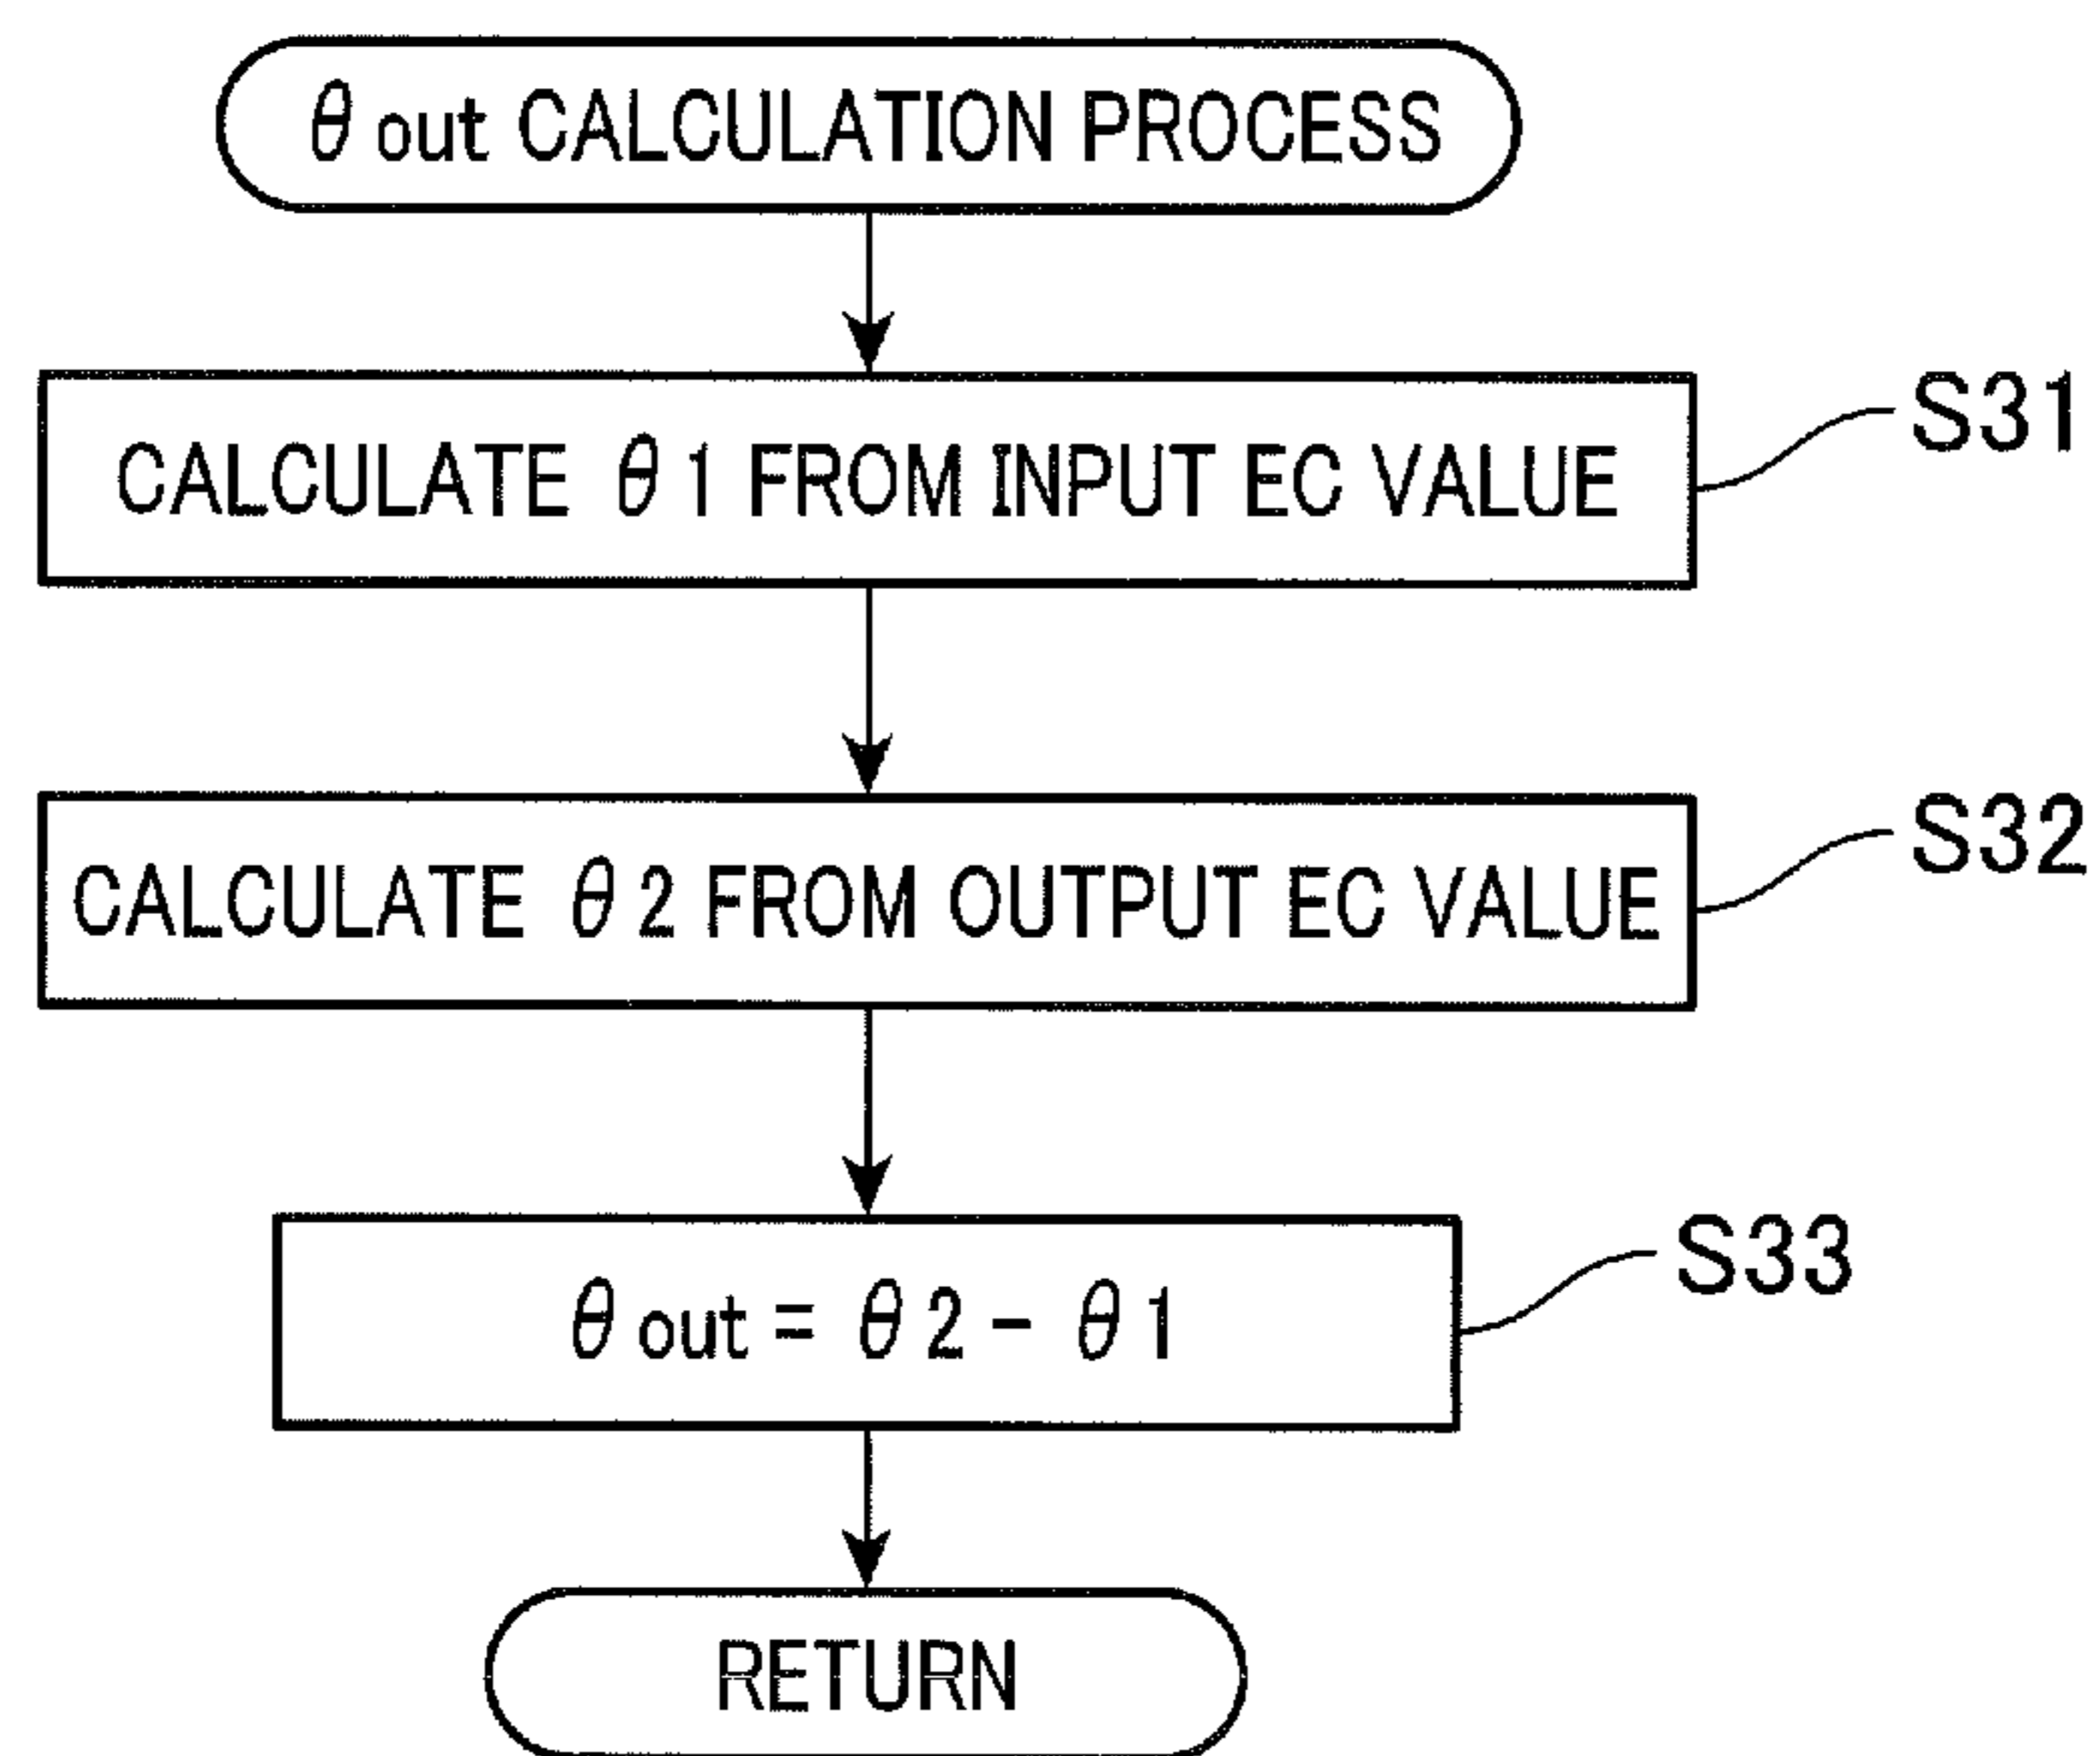 θ out CALCULATION PROCESS
CALCULATE θ 1 FROM INPUT EC VALUE
S31
CALCULATE θ 2 FROM OUTPUT EC VALUE
S32
θ out = θ 2 - θ 1
S33
RETURN